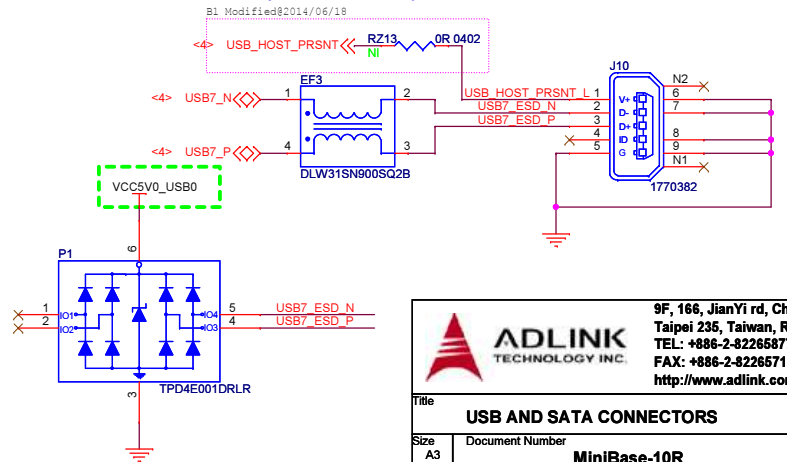 B1 Modified@2014/06/18
<4> USB_HOST_PRSNT
RZ13 0R 0402
NI
J10
EF3
N2
<4> USB7_N
1 2
USB_HOST_PRSNT_L 1 V+ 6
USB7_ESD_N 2 D- 7
USB7_ESD_P 3 D+
4 ID 8
5 G 9
<4> USB7_P
4 3
N1
DLW31SN900SQ2B
1770382
VCC5V0_USB0
P1
6
1 IO1 IO4 5 USB7_ESD_N
2 IO2 IO3 4 USB7_ESD_P
3
TPD4E001DRLR
ADLINK
TECHNOLOGY INC.
9F, 166, JianYi rd, Ch
Taipei 235, Taiwan, R
TEL: +886-2-8226587
FAX: +886-2-8226571
http://www.adlink.co
Title
USB AND SATA CONNECTORS
Size Document Number
A3 MiniBase-10R